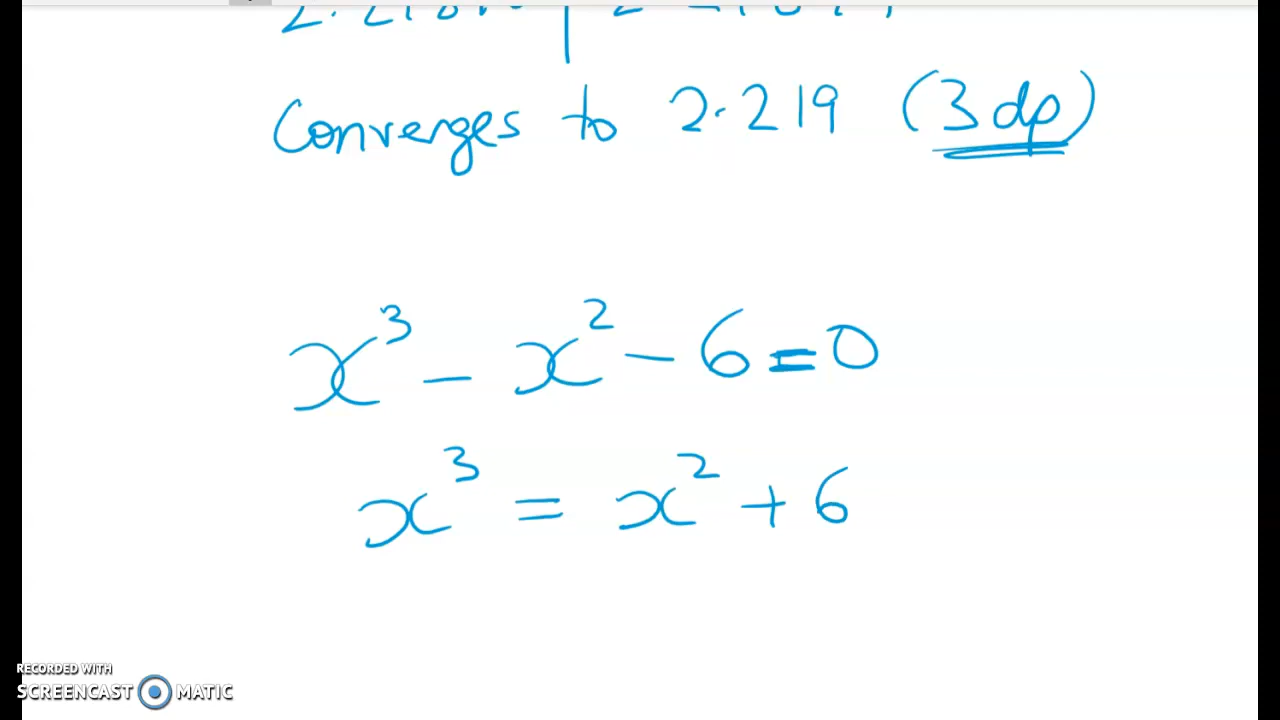 Converges to 2.219 (3dp)
x³ - x² - 6 = 0
x³ = x² + 6
RECORDED WITH
SCREENCAST MATIC